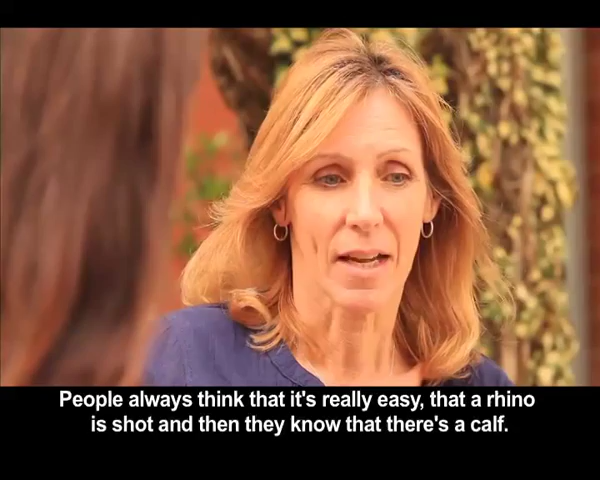 People always think that it's really easy, that a rhino
is shot and then they know that there's a calf.